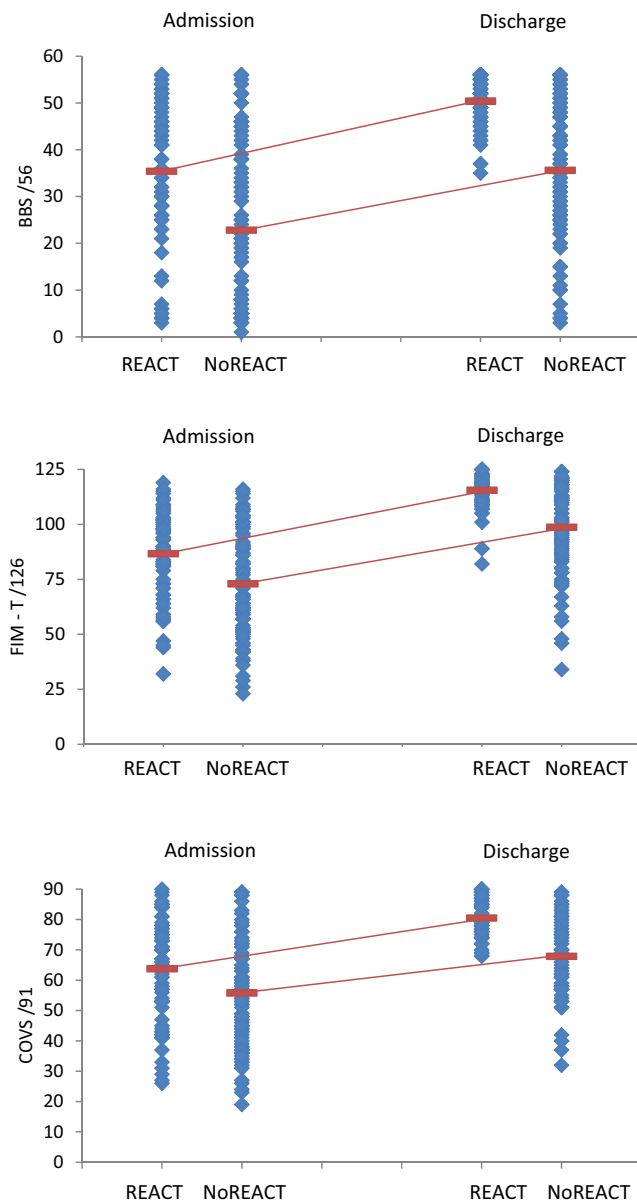 Admission Discharge
60
50
40
30
20
10
0
BBS /56
REACT NoREACT REACT NoREACT
Admission Discharge
125
100
75
50
25
0
FIM - T /126
REACT NoREACT REACT NoREACT
Admission Discharge
90
80
70
60
50
40
30
20
10
0
COVS /91
REACT NoREACT REACT NoREACT